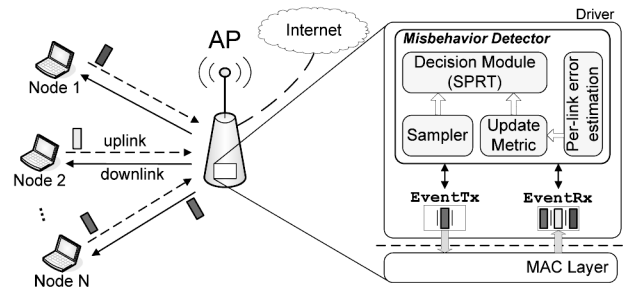 Internet
AP
Node 1
Node 2
uplink
downlink
...
Node N
Driver
Misbehavior Detector
Decision Module
(SPRT)
Sampler
Update
Metric
Per-link error
estimation
EventTx
EventRx
MAC Layer